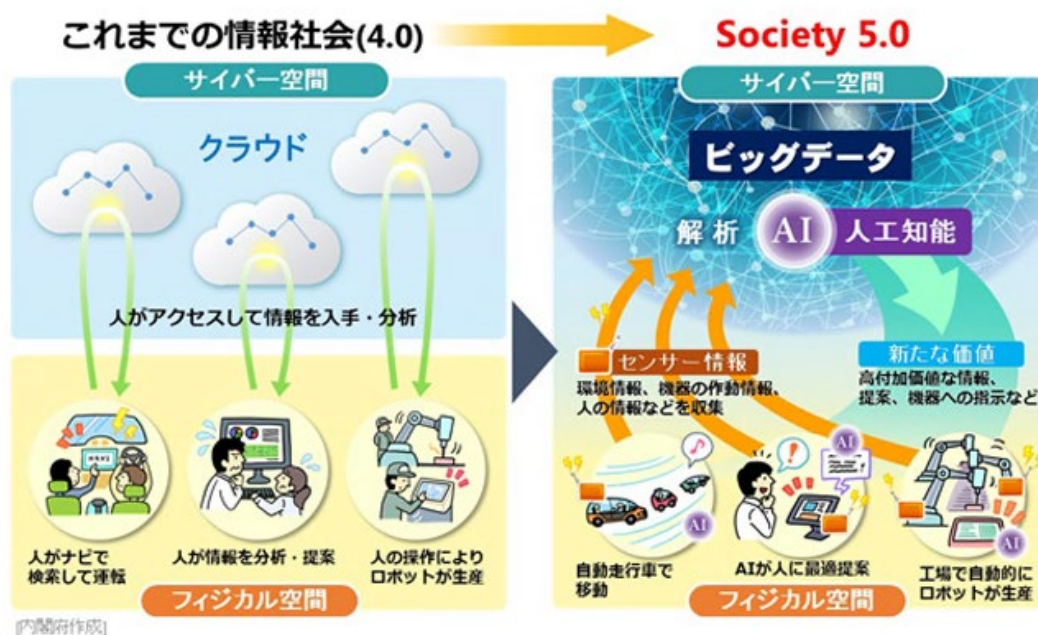 これまでの情報社会(4.0)
Society 5.0
サイバー空間
クラウド
人がアクセスして情報を入手・分析
人がナビで
検索して運転
人が情報を分析・提案
人の操作により
ロボットが生産
フィジカル空間
サイバー空間
ビッグデータ
解析
AI
人工知能
センサー情報
環境情報、機器の作動情報、
人の情報などを収集
新たな価値
高付加価値な情報、
提案、機器への指示など
AI
AI
AI
自動走行車で
移動
AIが人に最適提案
工場で自動的に
ロボットが生産
フィジカル空間
[内閣府作成]